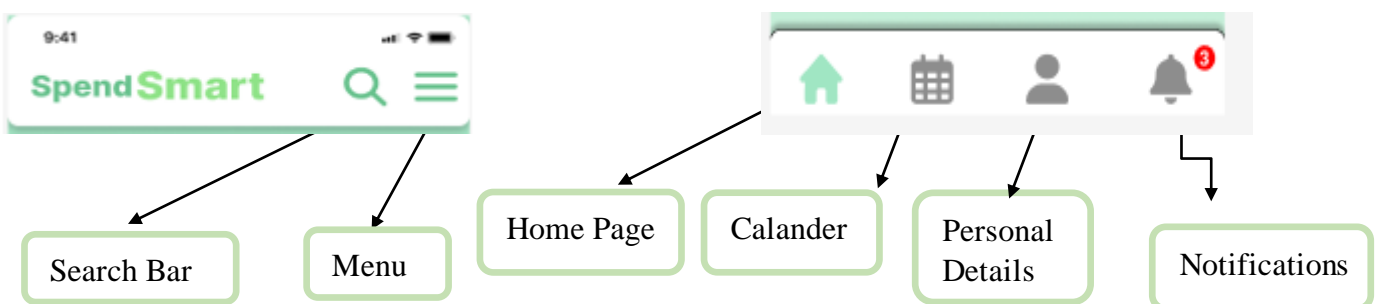 9:41
SpendSmart
3
Home Page
Calander
Personal
Details
Search Bar
Menu
Notifications